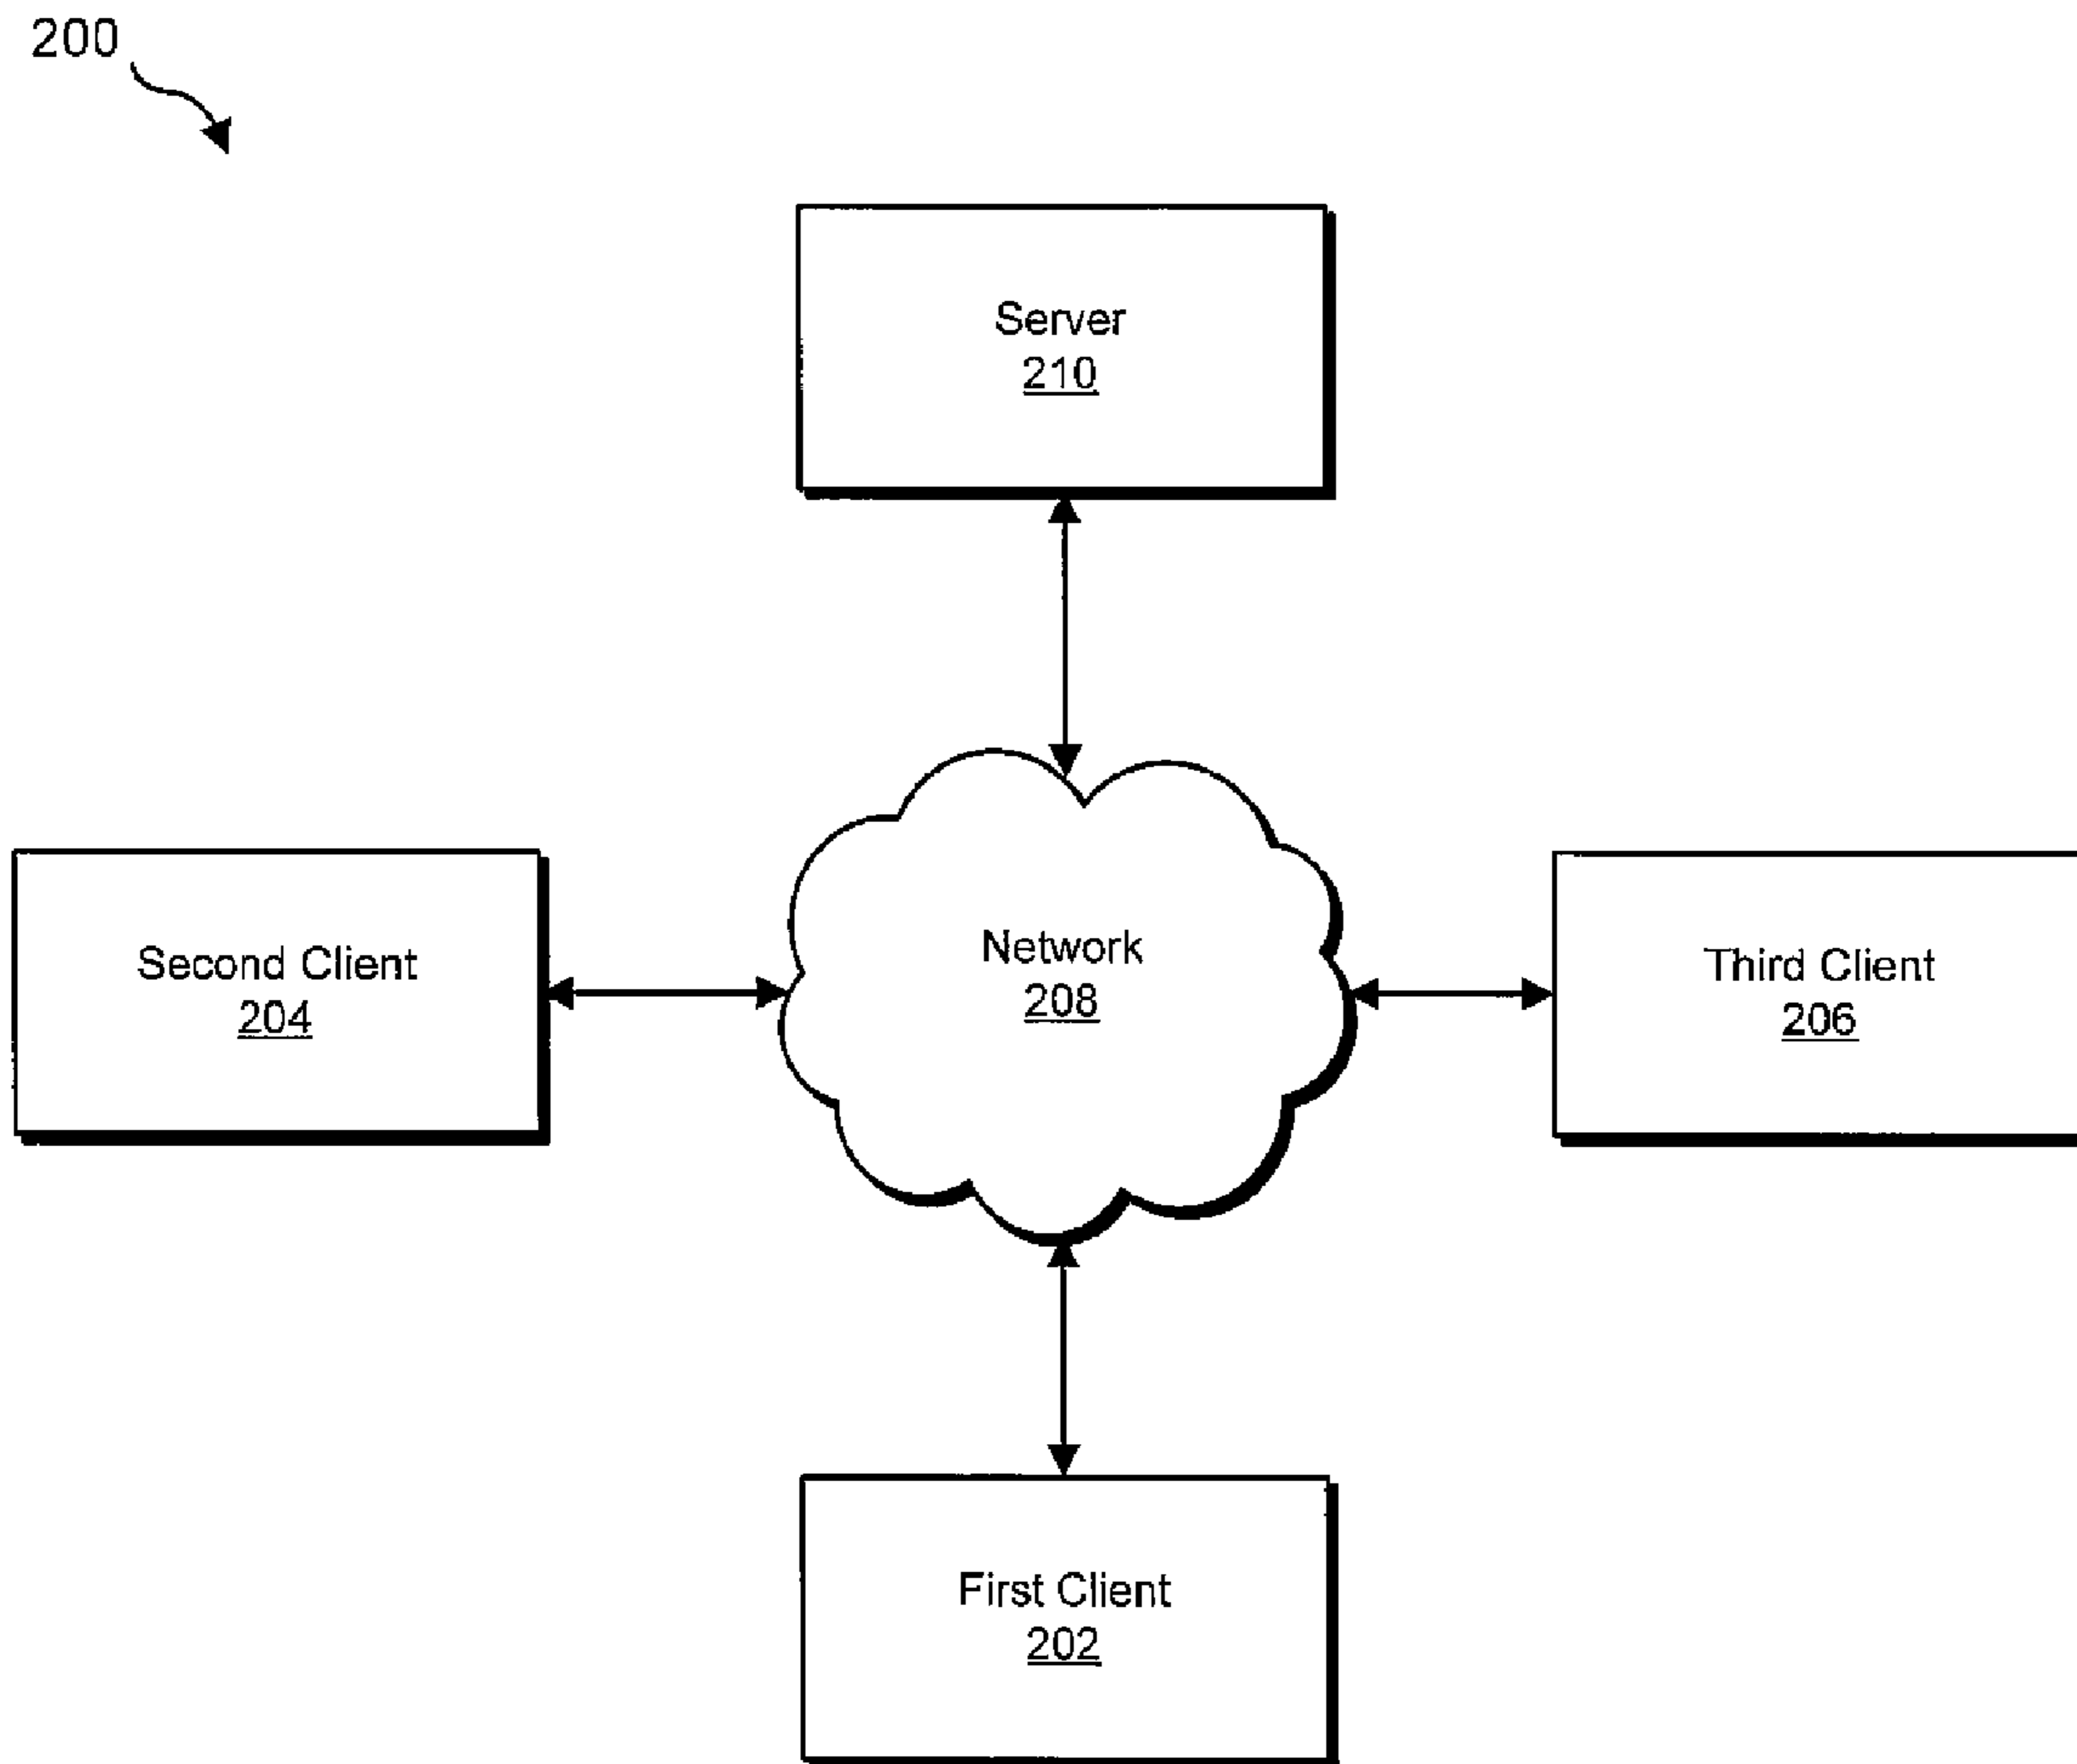 200
Server
210
Second Client
204
Network
208
Third Client
206
First Client
202